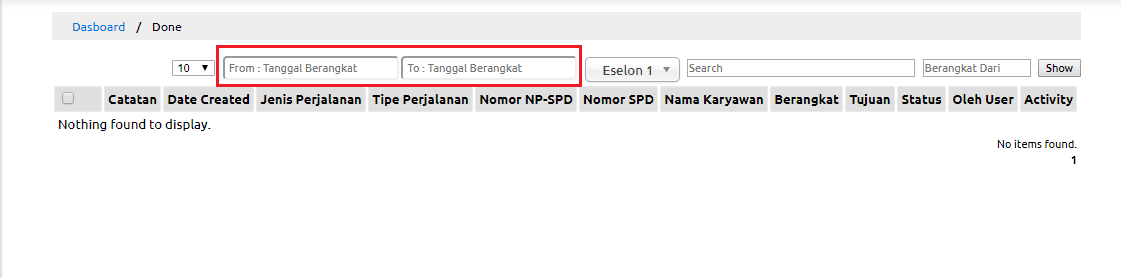 Dasboard / Done
10 From : Tanggal Berangkat To : Tanggal Berangkat Eselon 1 Search Berangkat Dari Show
Catatan Date Created Jenis Perjalanan Tipe Perjalanan Nomor NP-SPD Nomor SPD Nama Karyawan Berangkat Tujuan Status Oleh User Activity
Nothing found to display.
No items found.
1